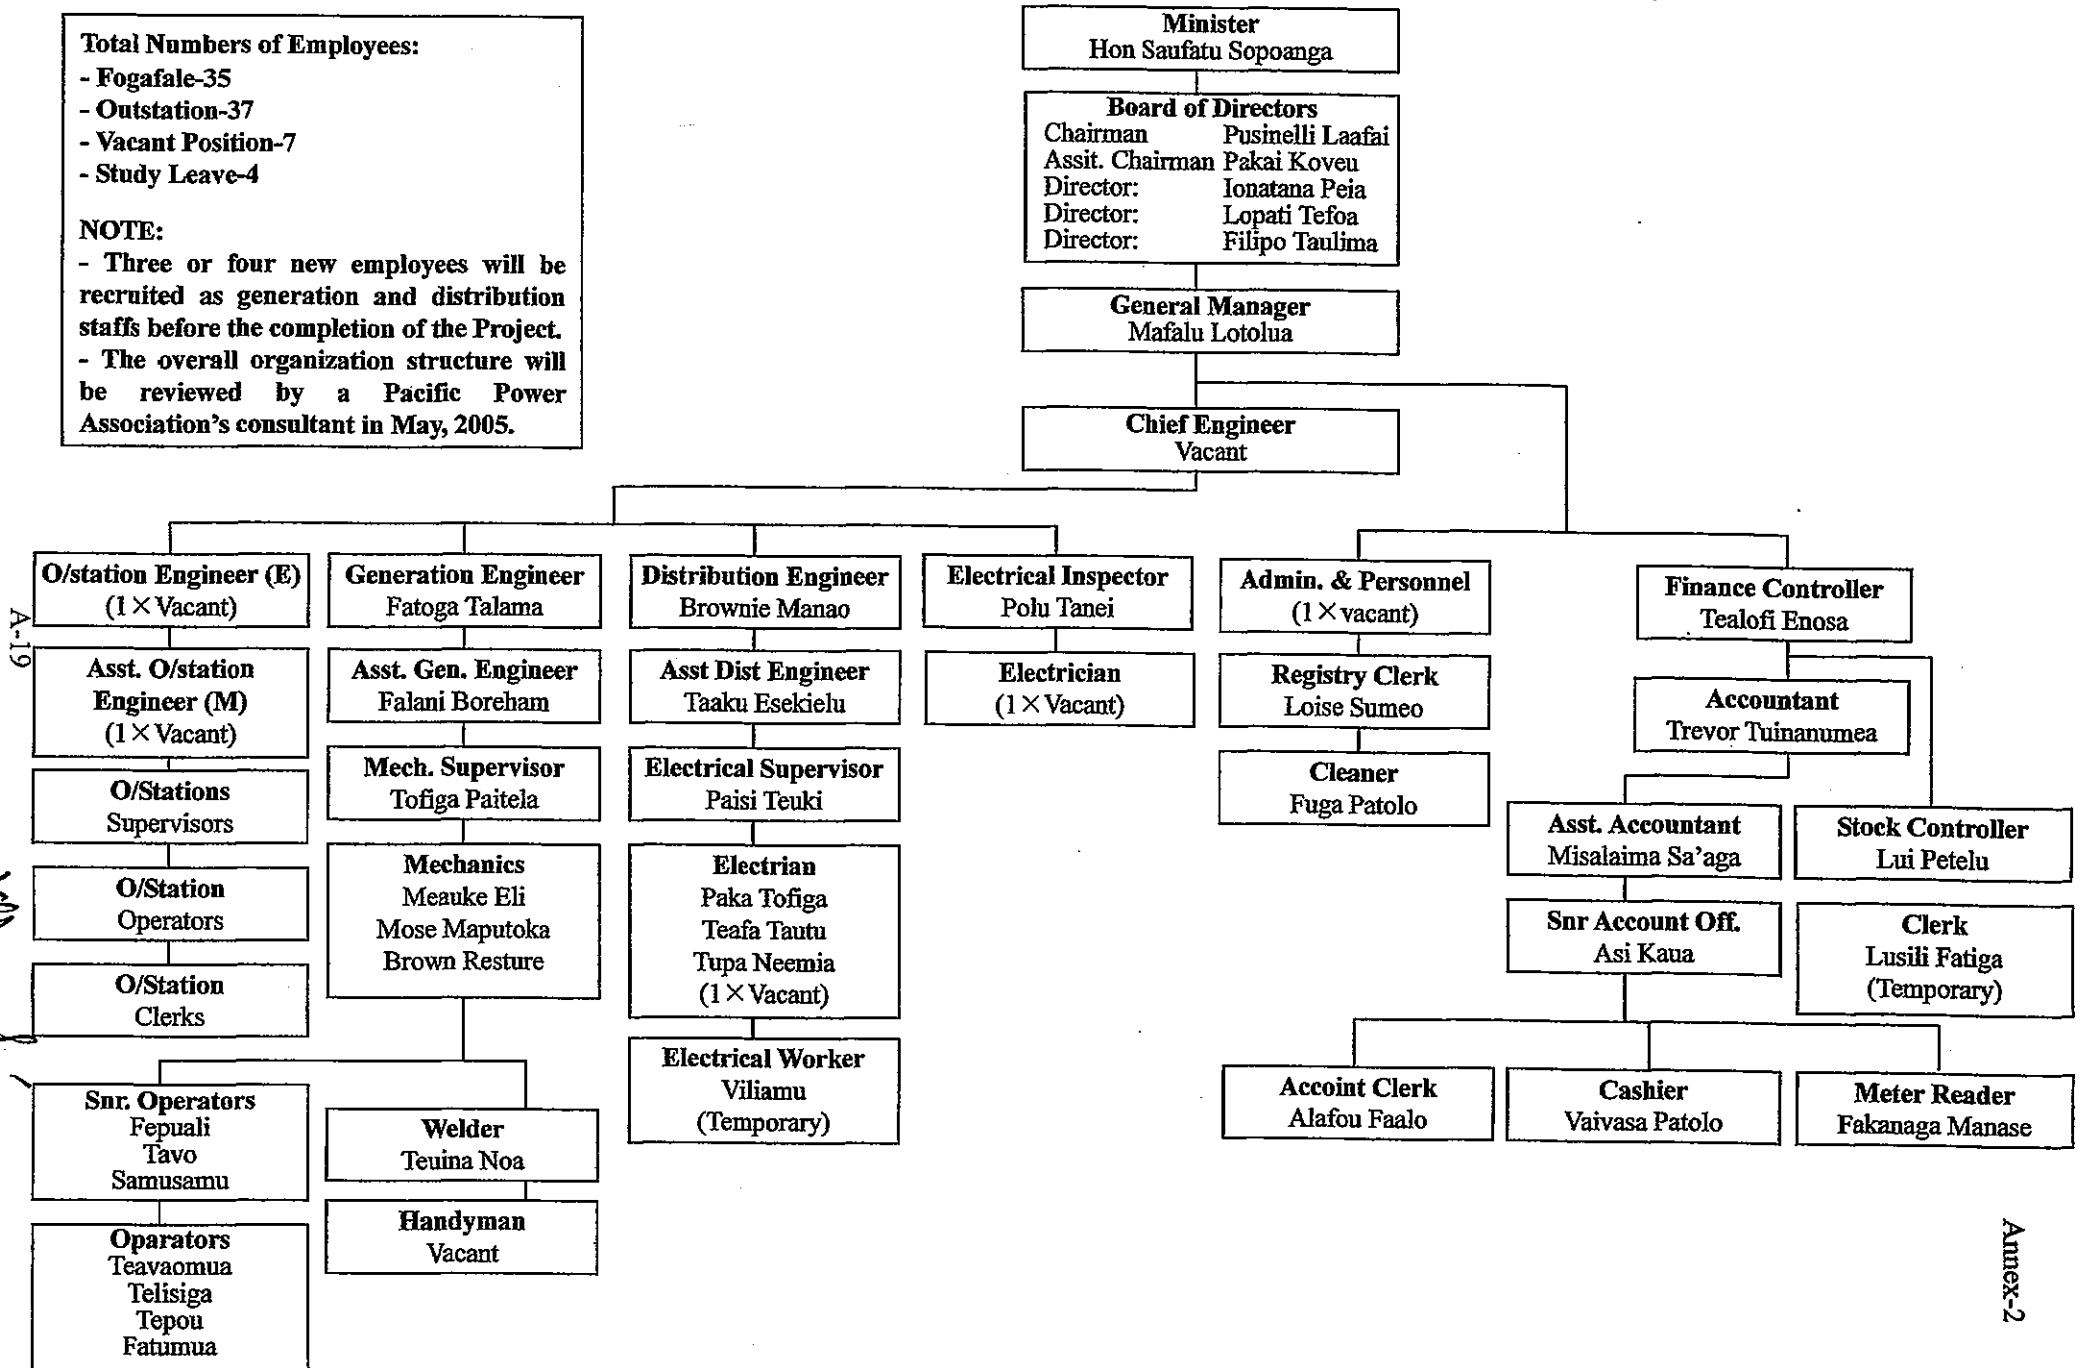 Total Numbers of Employees:
- Fogafale-35
- Outstation-37
- Vacant Position-7
- Study Leave-4
NOTE:
- Three or four new employees will be
recruited as generation and distribution
staffs before the completion of the Project.
- The overall organization structure will
be reviewed by a Pacific Power
Association's consultant in May, 2005.
Minister
Hon Saufatu Sopoanga
Board of Directors
Chairman Pusinelli Laafai
Assit. Chairman Pakai Koveu
Director: Ionatana Peia
Director: Lopati Tefoa
Director: Filipo Taulima
General Manager
Mafalu Lotolua
Chief Engineer
Vacant
O/station Engineer (E)
(1×Vacant)
Asst. O/station
Engineer (M)
(1×Vacant)
O/Stations
Supervisors
O/Station
Operators
O/Station
Clerks
Generation Engineer
Fatoga Talama
Asst. Gen. Engineer
Falani Boreham
Mech. Supervisor
Tofiga Paitela
Mechanics
Meauke Eli
Mose Maputoka
Brown Resture
Snr. Operators
Fepuali
Tavo
Samusamu
Oparators
Teavaomua
Telisiga
Tepou
Fatumua
Welder
Teuina Noa
Handyman
Vacant
Distribution Engineer
Brownie Manao
Asst Dist Engineer
Taaku Esekielu
Electrical Supervisor
Paisi Teuki
Electrian
Paka Tofiga
Teafa Tautu
Tupa Neemia
(1×Vacant)
Electrical Worker
Viliamu
(Temporary)
Electrical Inspector
Polu Tanei
Electrician
(1×Vacant)
Admin. & Personnel
(1×vacant)
Registry Clerk
Loise Sumeo
Cleaner
Fuga Patolo
Finance Controller
Tealofi Enosa
Accountant
Trevor Tuinanumea
Asst. Accountant
Misalaima Sa'aga
Snr Account Off.
Asi Kaua
Stock Controller
Lui Petelu
Clerk
Lusili Fatiga
(Temporary)
Accoint Clerk
Alafou Faalo
Cashier
Vaivasa Patolo
Meter Reader
Fakanaga Manase
A-19
Annex-2